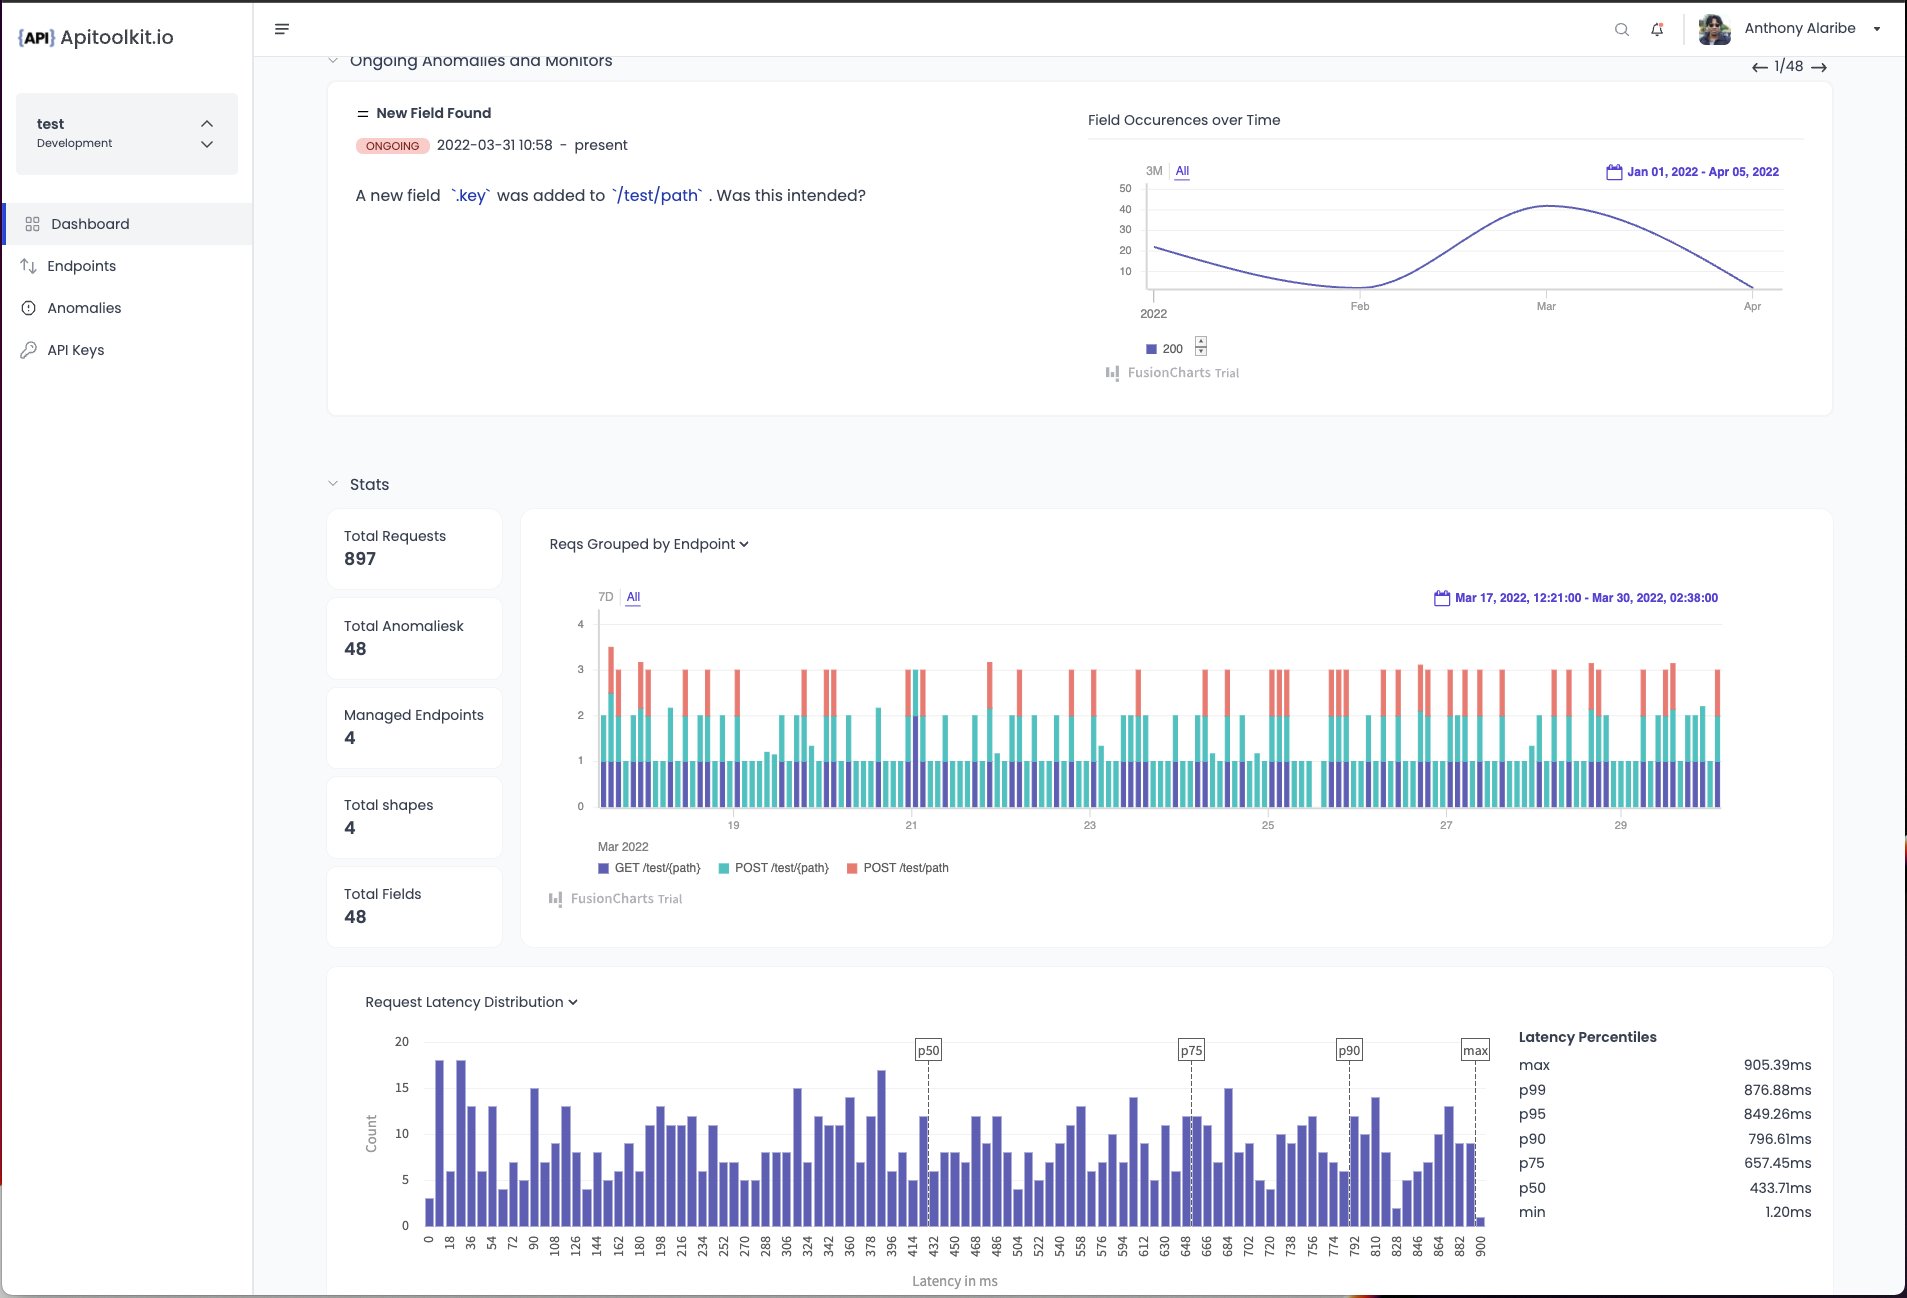 {API} Apitoolkit.io
Anthony Alaribe
test
Development
Dashboard
Endpoints
Anomalies
API Keys
Ongoing Anomalies and Monitors
← 1/48 →
New Field Found
ONGOING 2022-03-31 10:58 - present
A new field `.key` was added to `/test/path` . Was this intended?
Field Occurences over Time
3M All
Jan 01, 2022 - Apr 05, 2022
50
40
30
20
10
Feb Mar Apr
2022
200
FusionCharts Trial
Stats
Total Requests
897
Total Anomaliesk
48
Managed Endpoints
4
Total shapes
4
Total Fields
48
Reqs Grouped by Endpoint
7D All
Mar 17, 2022, 12:21:00 - Mar 30, 2022, 02:38:00
4
3
2
1
0
19 21 23 25 27 29
Mar 2022
GET /test/{path} POST /test/{path} POST /test/path
FusionCharts Trial
Request Latency Distribution
20
15
10
5
0
Count
p50 p75 p90 max
0 18 36 54 72 90 108 126 144 162 180 198 216 234 252 270 288 306 324 342 360 378 396 414 432 450 468 486 504 522 540 558 576 594 612 630 648 666 684 702 720 738 756 774 792 810 828 846 864 882 900
Latency in ms
Latency Percentiles
max 905.39ms
p99 876.88ms
p95 849.26ms
p90 796.61ms
p75 657.45ms
p50 433.71ms
min 1.20ms